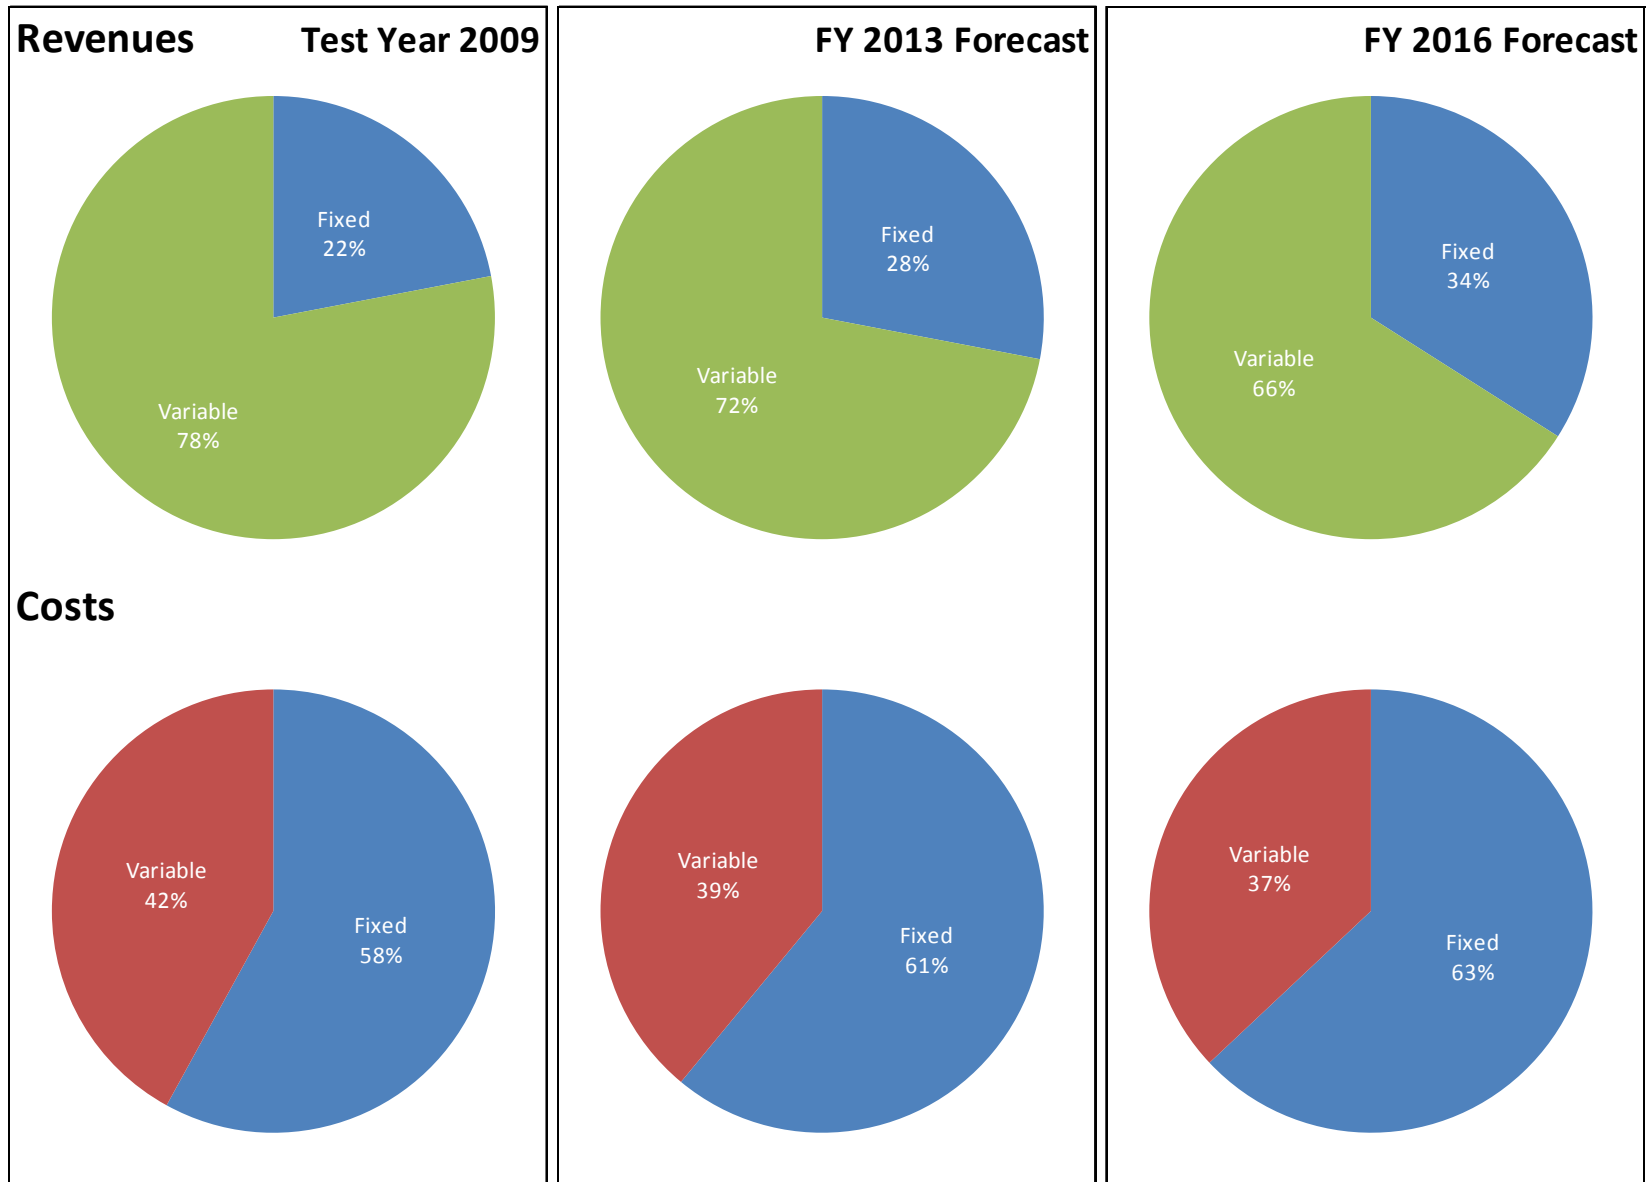 Revenues
Test Year 2009
FY 2013 Forecast
FY 2016 Forecast
Fixed
22%
Variable
78%
Fixed
28%
Variable
72%
Fixed
34%
Variable
66%
Costs
Variable
42%
Fixed
58%
Variable
39%
Fixed
61%
Variable
37%
Fixed
63%